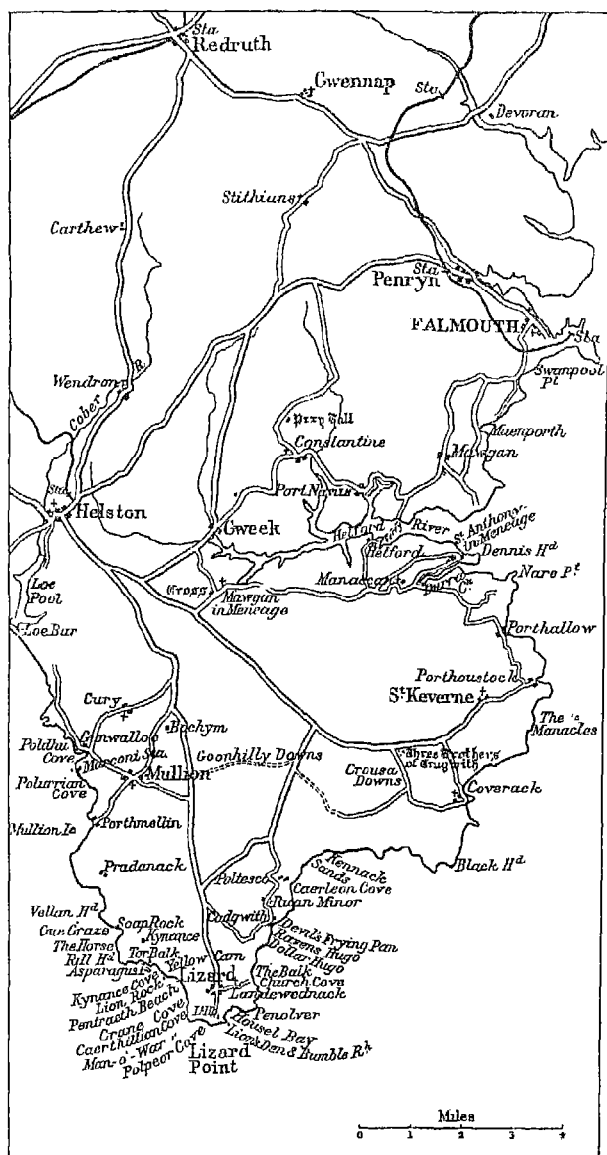 Sta
Redruth
Gwennap
Sta
Devoran
Stithians
Carthew
Sta
Penryn
FALMOUTH
Sta
Swanpool
Pt.
Wendron
Cober R.
Maenporth
Pixy Hall
Constantine
Mawgan
Port Navis
Sta
Helston
Gweek
Helford River
St Anthony
in Meneage
Helford
Dennis Hd
Manaccan
Nare Pt
Gross
Mawgan
in Meneage
Loe
Pool
Loe Bar
Porthallow
Porthoustock
St Keverne
The
Manacles
Cury
Gunwalloe
Bochym
Poldhu
Cove
Marconi Sta.
Mullion
Goonhilly Downs
Three Brothers
of Grugwith
Crousa
Downs
Coverack
Polurrian
Cove
Mullion Is
Porthmellin
Black Hd
Pradanack
Kennack
Sands
Poltesco
Caerleon Cove
Ruan Minor
Cadgwith
Devil's Frying Pan
Ravens Hugo
Dollar Hugo
Vellan Hd
Gew Graze
Soap Rock
Kynance
The Horse
Rill Hd
Tor Balk
Yellow Carn
Asparagus Is
Lizard
The Balk
Church Cove
Landewednack
Kynance Cove
Lion Rock
Pentreath Beach
Crane Cove
Caerthillian Cove
Man-o'-War
Polpeor Cove
Penolver
Housel Bay
Lion's Den & Bumble Rk
Lizard
Point
Miles
0 1 2 3 4